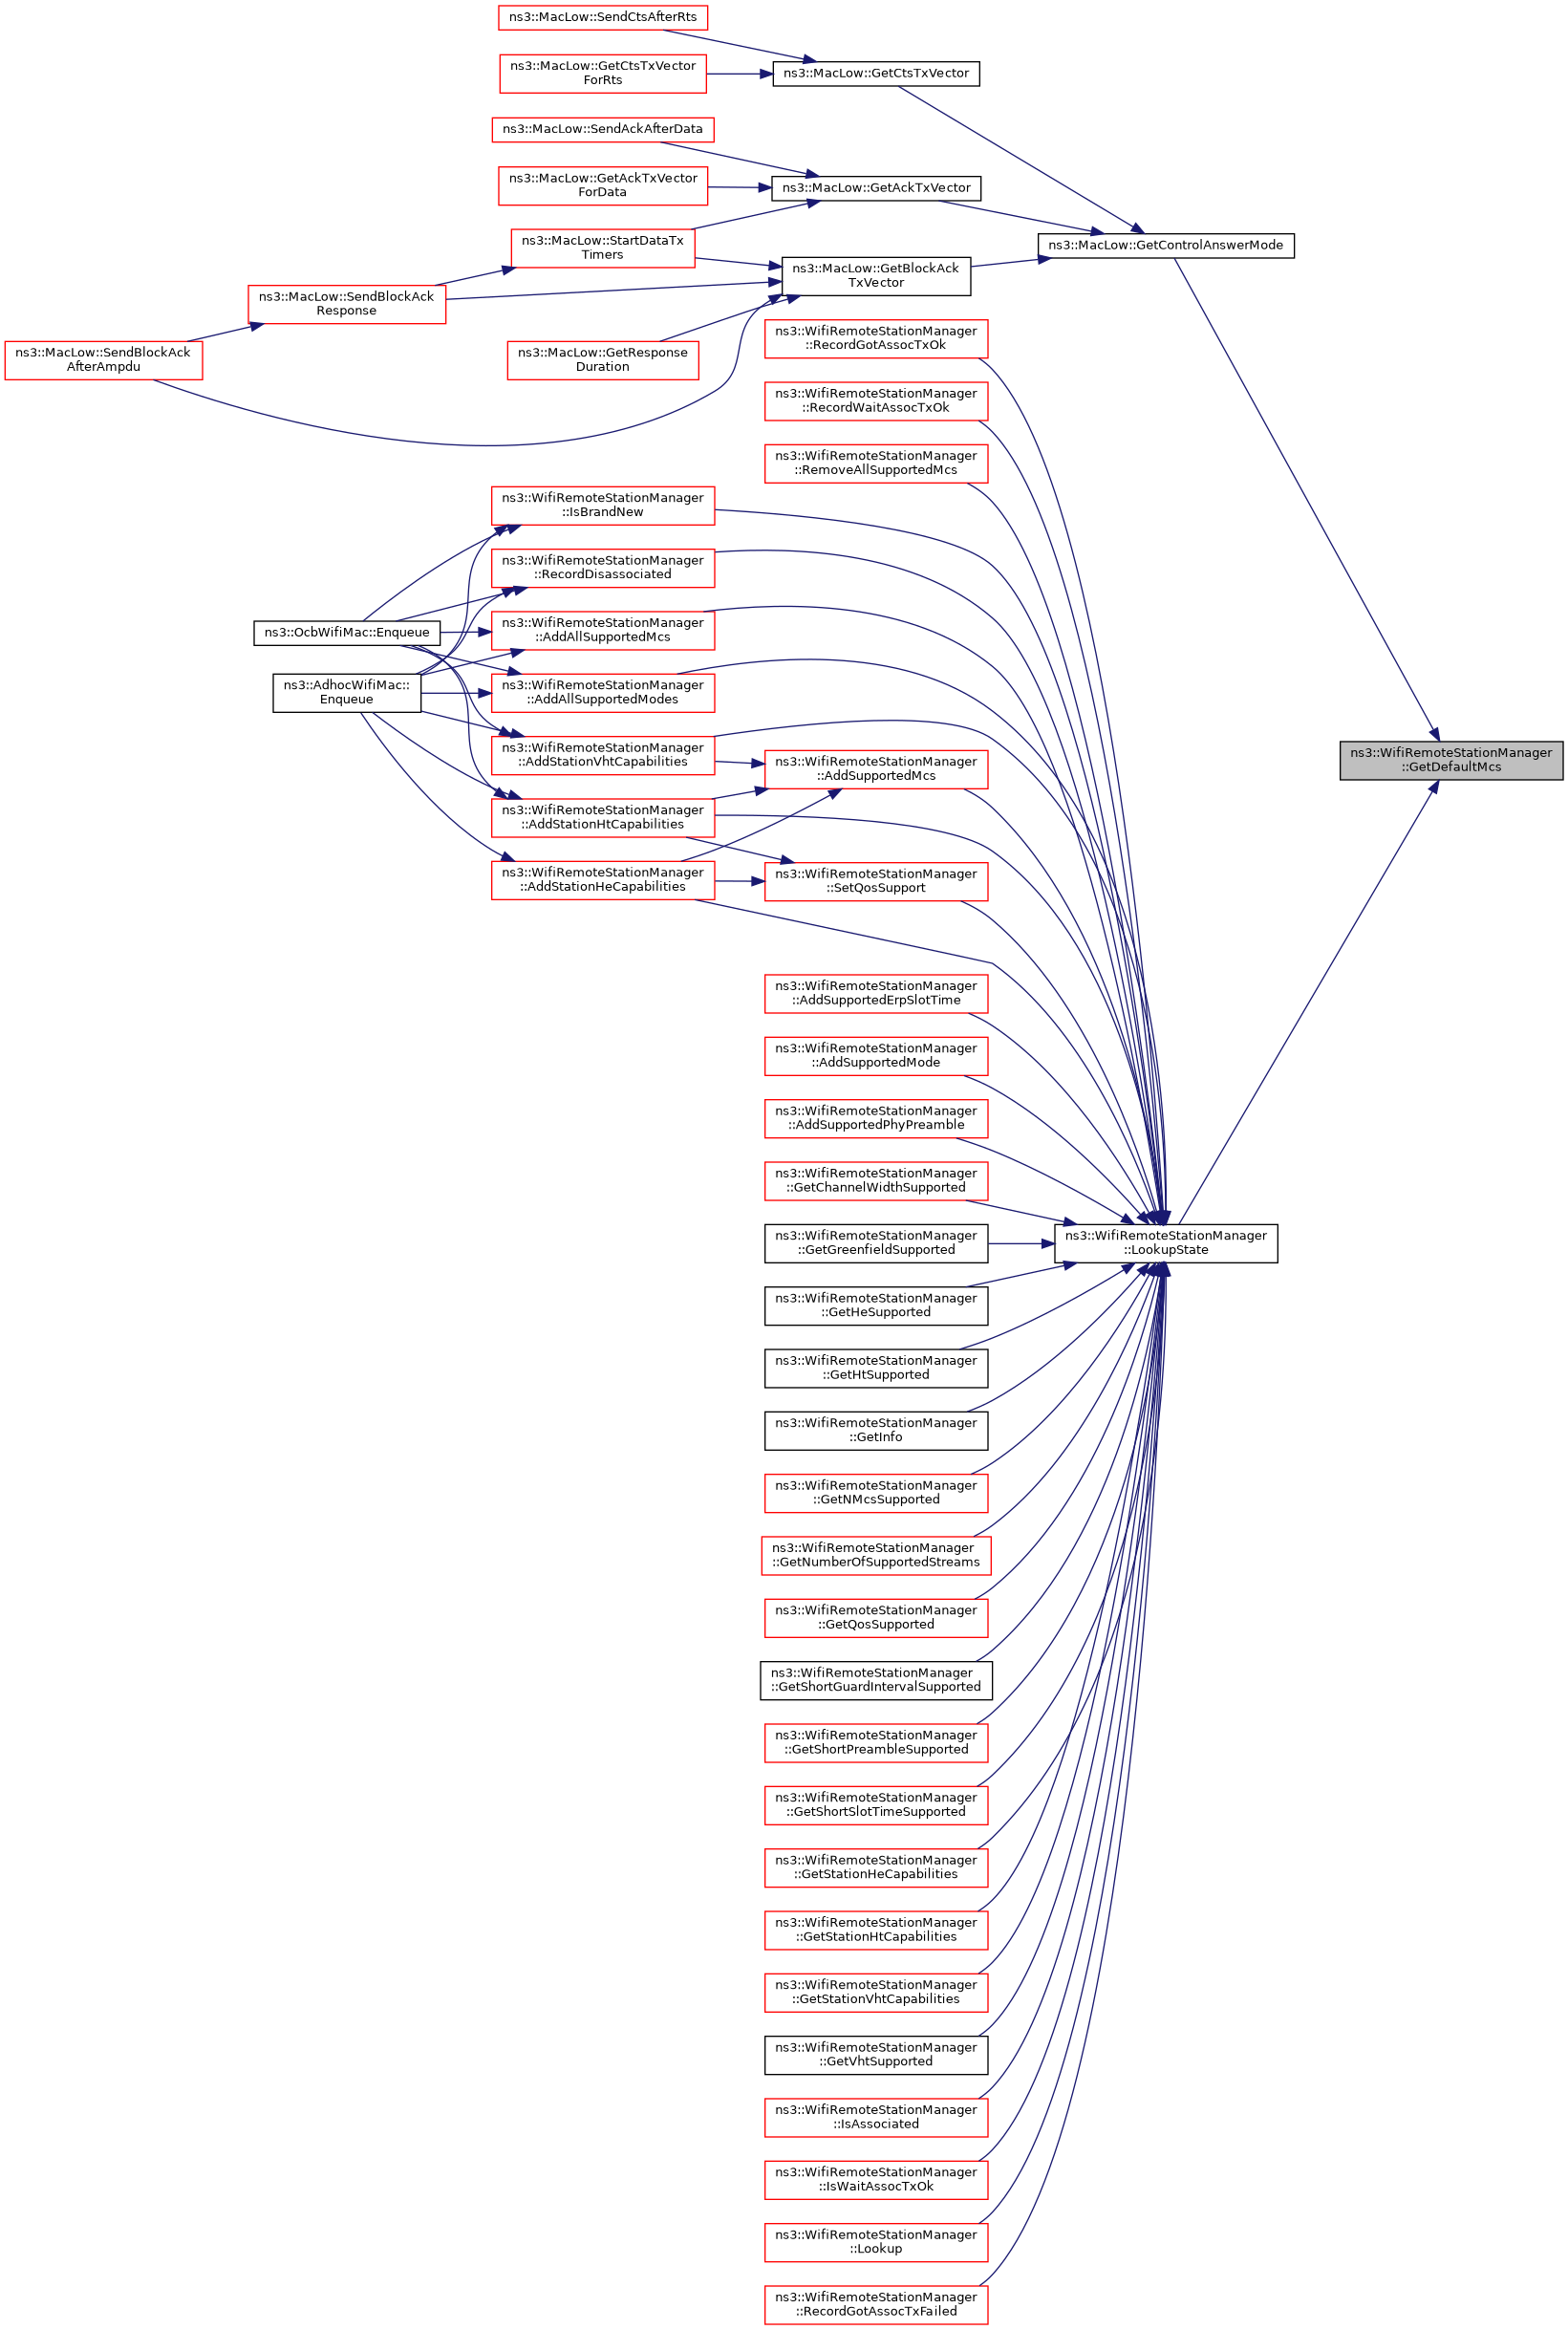 ns3::MacLow::SendCtsAfterRts
ns3::MacLow::GetCtsTxVector
ForRts
ns3::MacLow::GetCtsTxVector
ns3::MacLow::SendAckAfterData
ns3::MacLow::GetAckTxVector
ForData
ns3::MacLow::GetAckTxVector
ns3::MacLow::StartDataTx
Timers
ns3::MacLow::GetControlAnswerMode
ns3::MacLow::GetBlockAck
TxVector
ns3::MacLow::SendBlockAck
Response
ns3::MacLow::SendBlockAck
AfterAmpdu
ns3::MacLow::GetResponse
Duration
ns3::WifiRemoteStationManager
::RecordGotAssocTxOk
ns3::WifiRemoteStationManager
::RecordWaitAssocTxOk
ns3::WifiRemoteStationManager
::RemoveAllSupportedMcs
ns3::WifiRemoteStationManager
::IsBrandNew
ns3::WifiRemoteStationManager
::RecordDisassociated
ns3::OcbWifiMac::Enqueue
ns3::WifiRemoteStationManager
::AddAllSupportedMcs
ns3::AdhocWifiMac::
Enqueue
ns3::WifiRemoteStationManager
::AddAllSupportedModes
ns3::WifiRemoteStationManager
::AddStationVhtCapabilities
ns3::WifiRemoteStationManager
::AddSupportedMcs
ns3::WifiRemoteStationManager
::GetDefaultMcs
ns3::WifiRemoteStationManager
::AddStationHtCapabilities
ns3::WifiRemoteStationManager
::AddStationHeCapabilities
ns3::WifiRemoteStationManager
::SetQosSupport
ns3::WifiRemoteStationManager
::AddSupportedErpSlotTime
ns3::WifiRemoteStationManager
::AddSupportedMode
ns3::WifiRemoteStationManager
::AddSupportedPhyPreamble
ns3::WifiRemoteStationManager
::GetChannelWidthSupported
ns3::WifiRemoteStationManager
::GetGreenfieldSupported
ns3::WifiRemoteStationManager
::LookupState
ns3::WifiRemoteStationManager
::GetHeSupported
ns3::WifiRemoteStationManager
::GetHtSupported
ns3::WifiRemoteStationManager
::GetInfo
ns3::WifiRemoteStationManager
::GetNMcsSupported
ns3::WifiRemoteStationManager
::GetNumberOfSupportedStreams
ns3::WifiRemoteStationManager
::GetQosSupported
ns3::WifiRemoteStationManager
::GetShortGuardIntervalSupported
ns3::WifiRemoteStationManager
::GetShortPreambleSupported
ns3::WifiRemoteStationManager
::GetShortSlotTimeSupported
ns3::WifiRemoteStationManager
::GetStationHeCapabilities
ns3::WifiRemoteStationManager
::GetStationHtCapabilities
ns3::WifiRemoteStationManager
::GetStationVhtCapabilities
ns3::WifiRemoteStationManager
::GetVhtSupported
ns3::WifiRemoteStationManager
::IsAssociated
ns3::WifiRemoteStationManager
::IsWaitAssocTxOk
ns3::WifiRemoteStationManager
::Lookup
ns3::WifiRemoteStationManager
::RecordGotAssocTxFailed